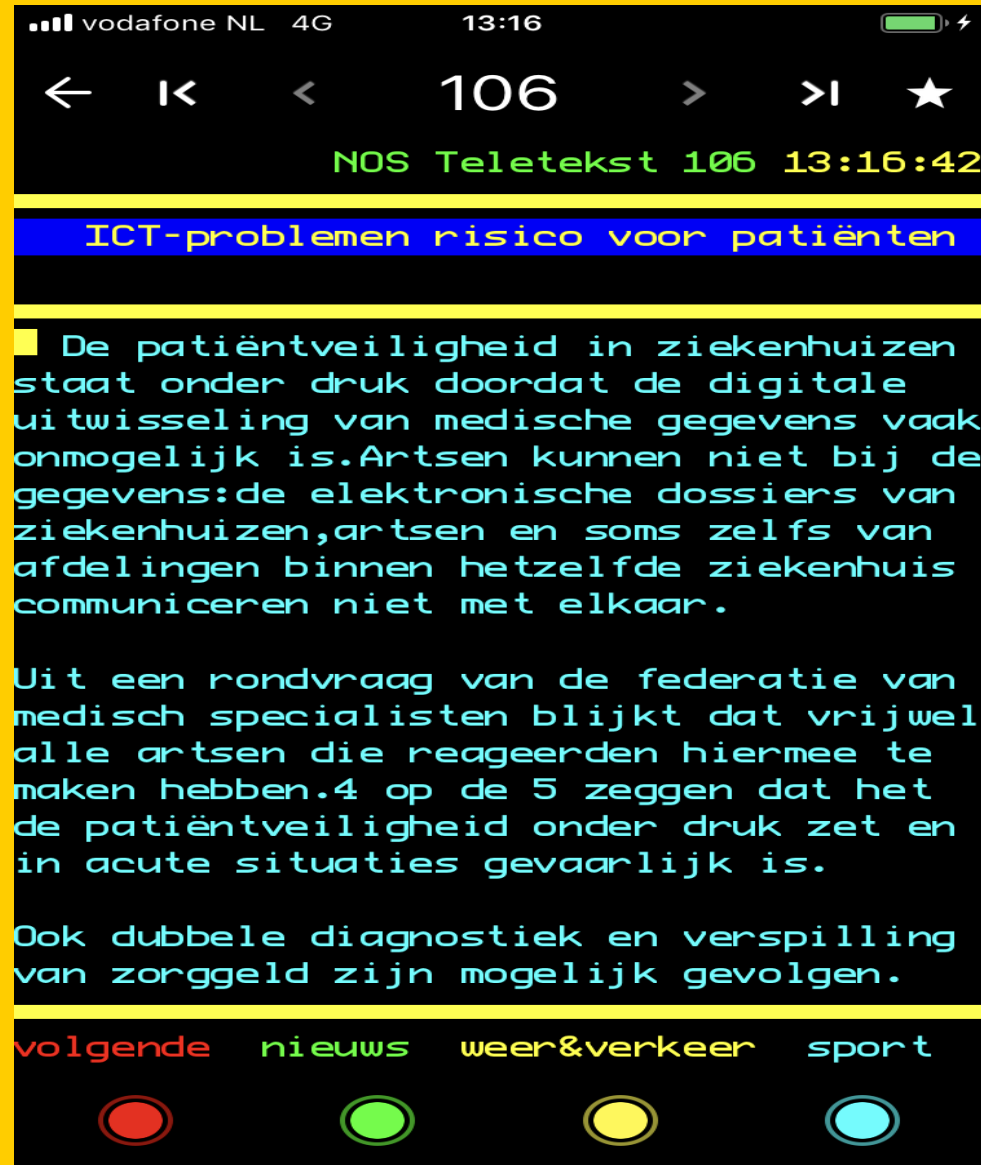 vodafone NL 4G 13:16
106
NOS Teletekst 106 13:16:42
ICT-problemen risico voor patiënten
De patiëntveiligheid in ziekenhuizen
staat onder druk doordat de digitale
uitwisseling van medische gegevens vaak
onmogelijk is.Artsen kunnen niet bij de
gegevens:de elektronische dossiers van
ziekenhuizen,artsen en soms zelfs van
afdelingen binnen hetzelfde ziekenhuis
communiceren niet met elkaar.
Uit een rondvraag van de federatie van
medisch specialisten blijkt dat vrijwel
alle artsen die reageerden hiermee te
maken hebben.4 op de 5 zeggen dat het
de patiëntveiligheid onder druk zet en
in acute situaties gevaarlijk is.
Ook dubbele diagnostiek en verspilling
van zorggeld zijn mogelijk gevolgen.
volgende nieuws weer&verkeer sport